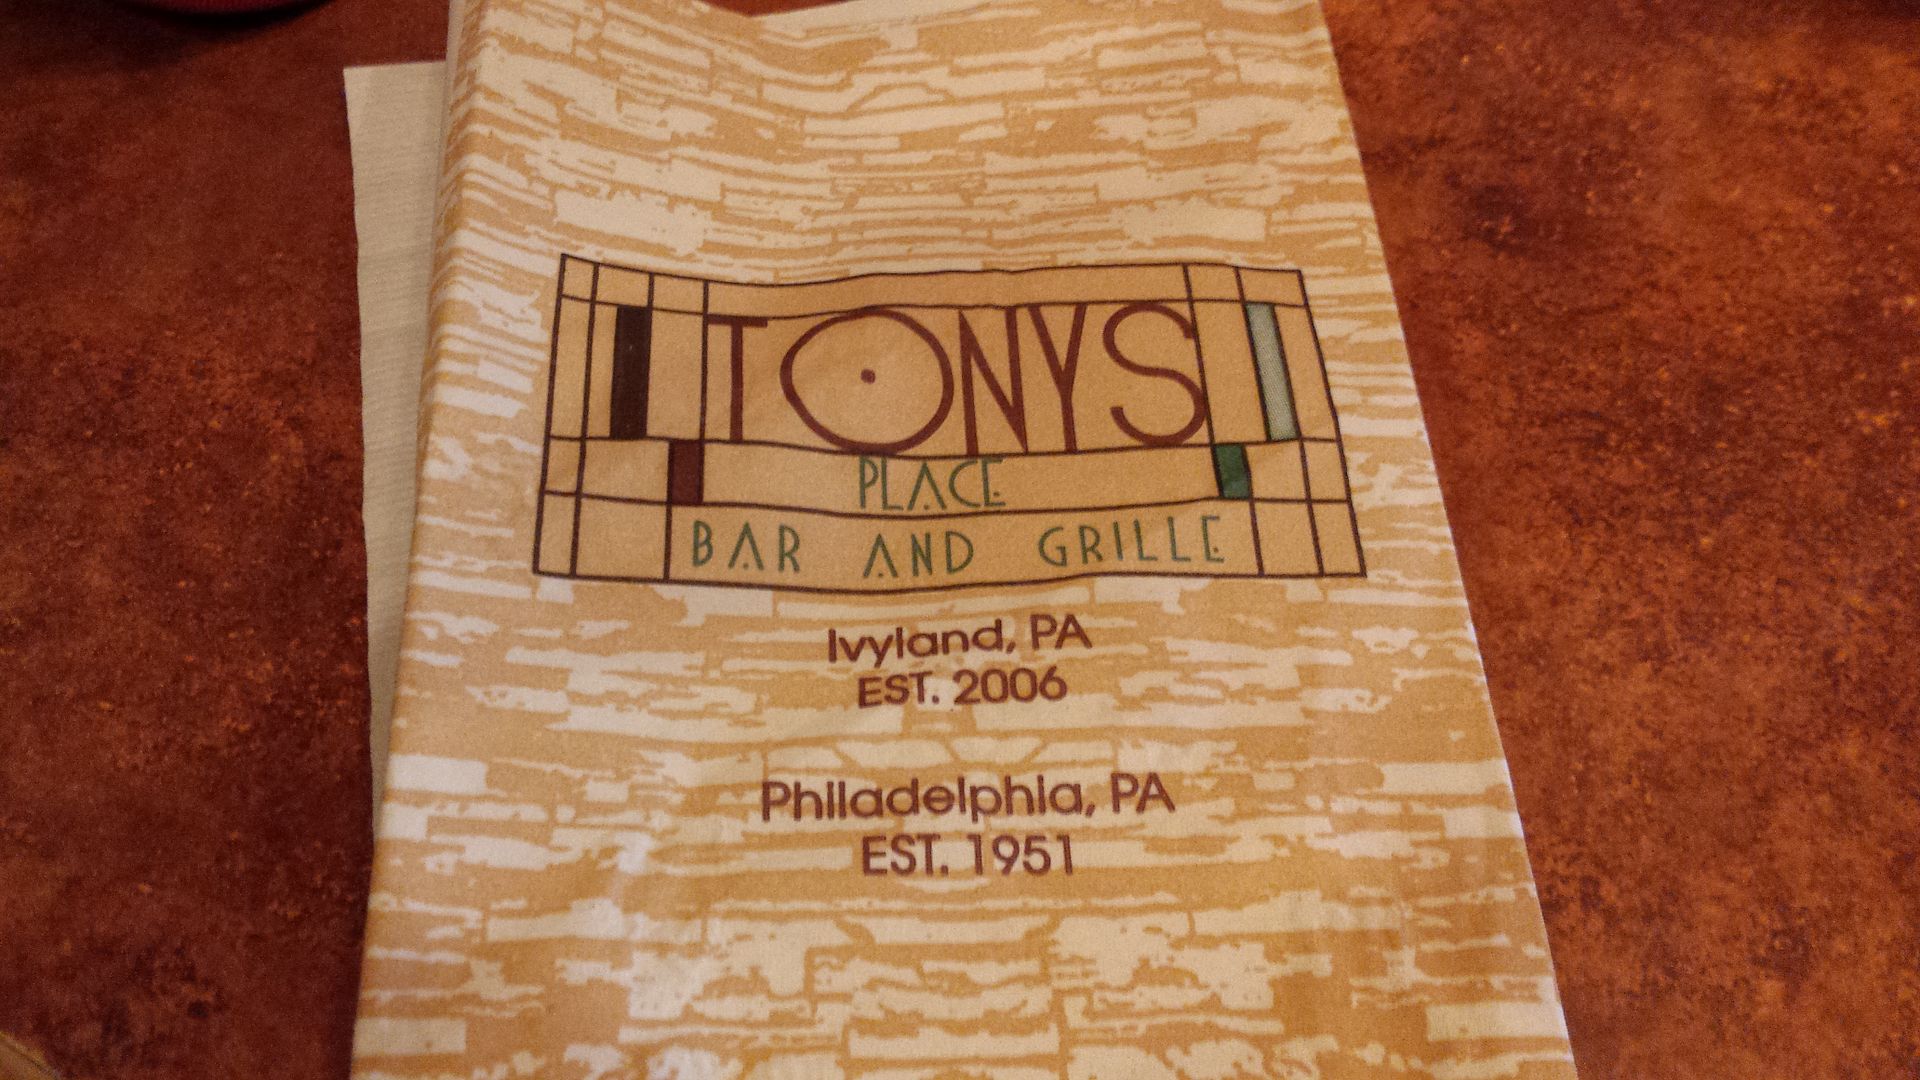 TONYS
PLACE
BAR AND GRILLE
Ivyland, PA
EST. 2006
Philadelphia, PA
EST. 1951